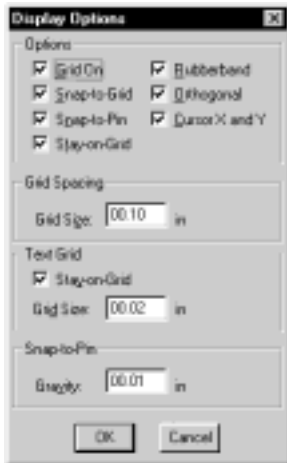 Display Options
Options
Grid On
Rubberband
Snap-to-Grid
Orthogonal
Snap-to-Pin
Cursor X and Y
Stay-on-Grid
Grid Spacing
Grid Size: 00.10 in
Text Grid
Stay-on-Grid
Grid Size: 00.02 in
Snap-to-Pin
Gravity: 00.01 in
OK Cancel